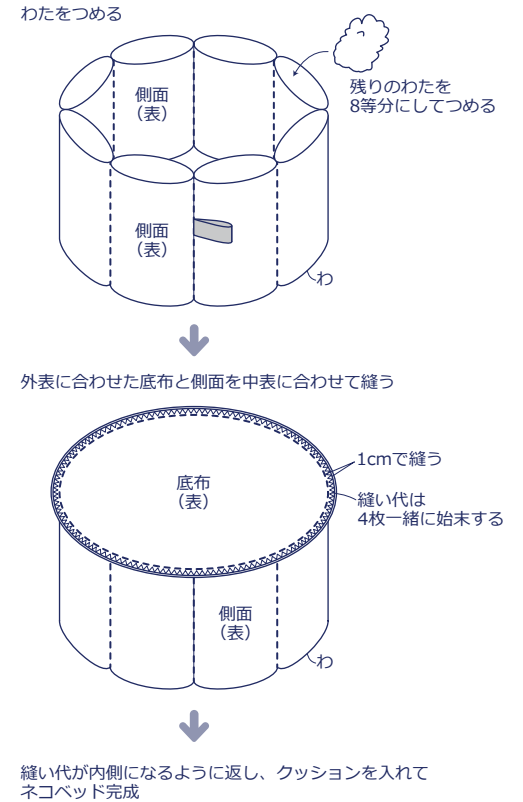 わたをつめる
残りのわたを
8等分にしてつめる
側面
（表）
側面
（表）
わ
外表に合わせた底布と側面を中表に合わせて縫う
1cmで縫う
底布
（表）
縫い代は
4枚一緒に始末する
側面
（表）
わ
縫い代が内側になるように返し、クッションを入れて
ネコベッド完成